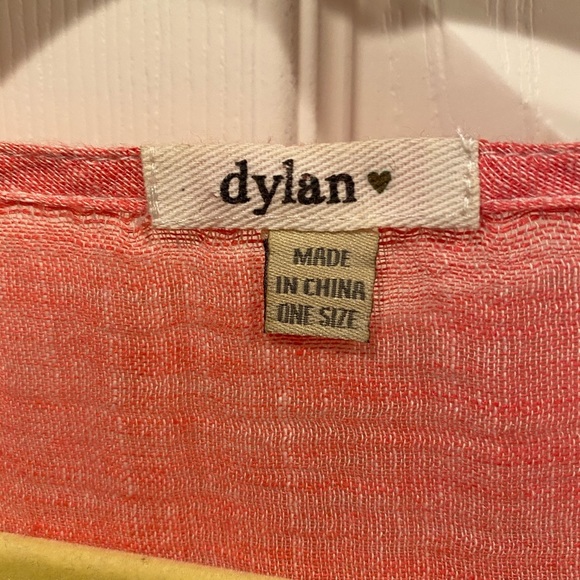 dylan ♥
MADE
IN CHINA
ONE SIZE